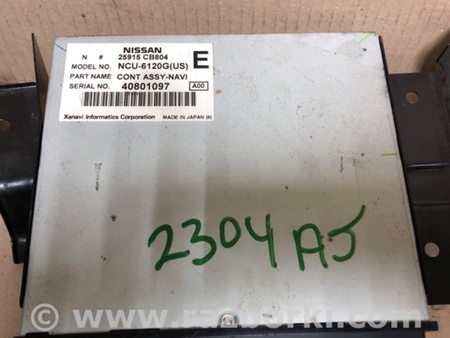 NISSAN
N # 25915 CB804
E
MODEL NO. NCU-6120G(US)
PART NAME CONT ASSY-NAVI
SERIAL NO. 40801097 A00
Xanavi Informatics Corporation MADE IN JAPAN (6)
2304 AJ